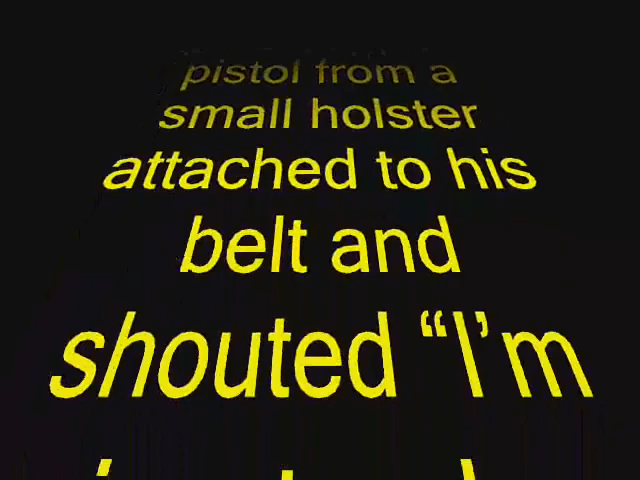 pistol from a
small holster
attached to his
belt and
shouted “I’m